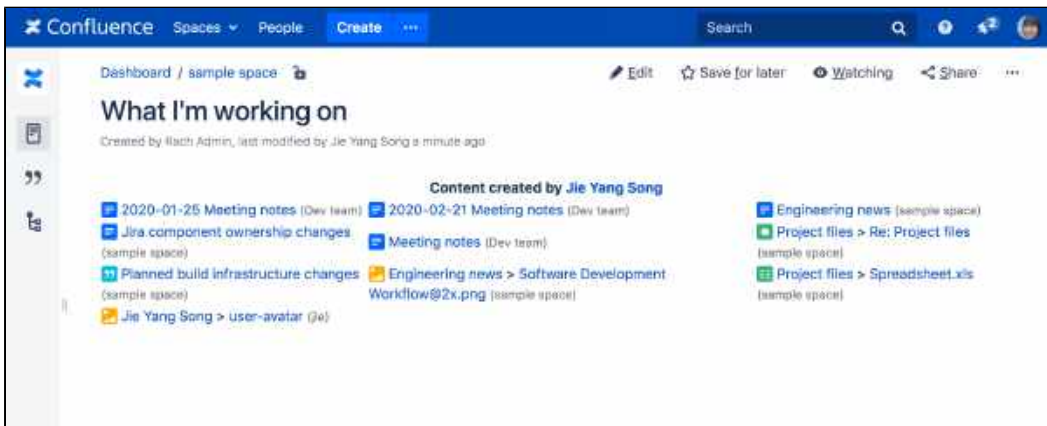 Confluence Spaces People Create ... Search 2
Dashboard / sample space Edit Save for later Watching Share ...
What I'm working on
Created by Rach Admin, last modified by Jie Yang Song a minute ago
Content created by Jie Yang Song
2020-01-25 Meeting notes (Dev team) 2020-02-21 Meeting notes (Dev team) Engineering news (sample space)
Jira component ownership changes Meeting notes (Dev team) Project files > Re: Project files
(sample space) (sample space)
Planned build infrastructure changes Engineering news > Software Development Project files > Spreadsheet.xls
(sample space) Workflow@2x.png (sample space) (sample space)
Jie Yang Song > user-avatar (Jie)